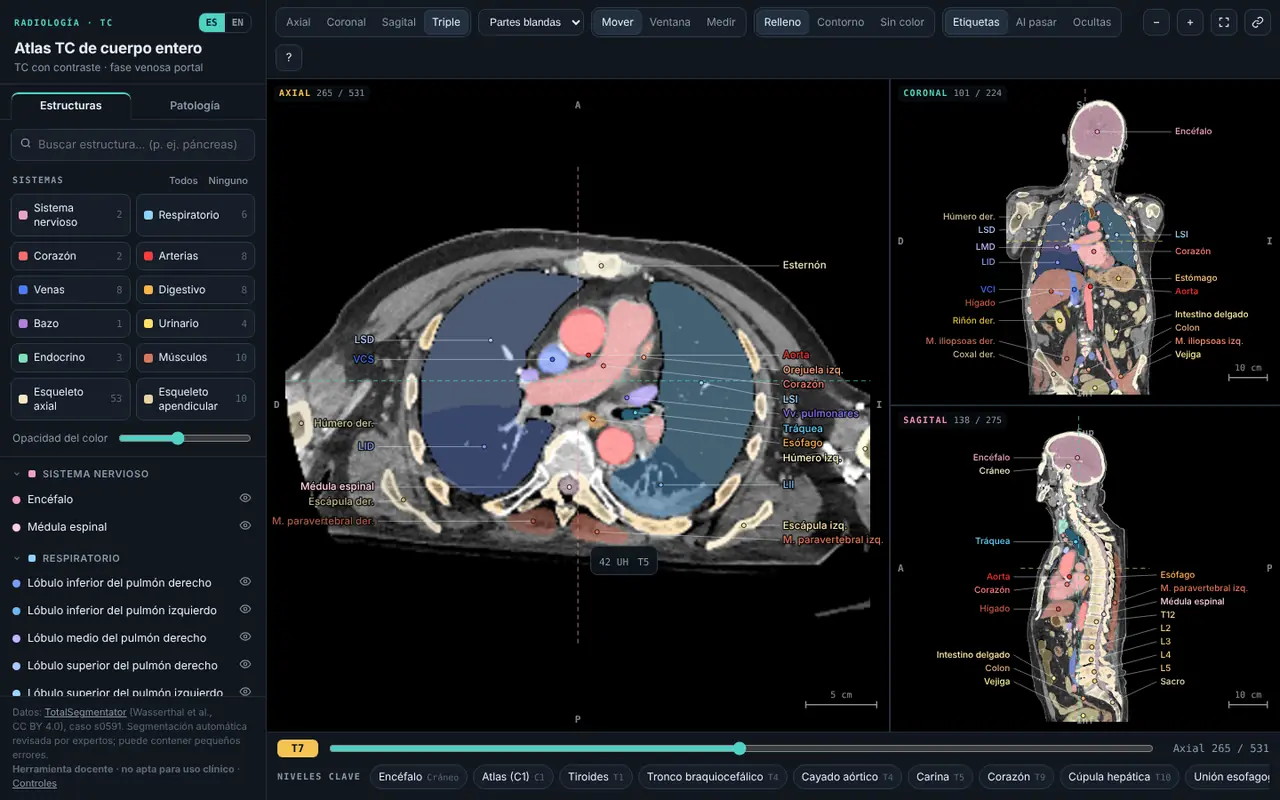 RADIOLOGÍA · TC
ES EN
Atlas TC de cuerpo entero
TC con contraste · fase venosa portal
Estructuras Patología
Buscar estructura... (p. ej. páncreas)
SISTEMAS Todos Ninguno
Sistema nervioso 2
Respiratorio 6
Corazón 2
Arterias 8
Venas 8
Digestivo 8
Bazo 1
Urinario 4
Endocrino 3
Músculos 10
Esqueleto axial 53
Esqueleto apendicular 10
Opacidad del color
SISTEMA NERVIOSO
Encéfalo
Médula espinal
RESPIRATORIO
Lóbulo inferior del pulmón derecho
Lóbulo inferior del pulmón izquierdo
Lóbulo medio del pulmón derecho
Lóbulo superior del pulmón derecho
Lóbulo superior del pulmón izquierdo
Datos: TotalSegmentator (Wasserthal et al.,
CC BY 4.0), caso s0591. Segmentación automática
revisada por expertos; puede contener pequeños
errores.
Herramienta docente · no apta para uso clínico ·
Controles
Axial Coronal Sagital Triple
Partes blandas
Mover Ventana Medir
Relleno Contorno Sin color
Etiquetas Al pasar Ocultas
− +
?
AXIAL 265 / 531
A
D
I
P
Esternón
LSD
VCS
Aorta
Orejuela izq.
Corazón
LSI
Vv. pulmonares
Tráquea
Esófago
Húmero izq.
Húmero der.
LID
LII
Médula espinal
Escápula der.
M. paravertebral der.
Escápula izq.
M. paravertebral izq.
42 UH T5
5 cm
CORONAL 101 / 224
D
I
Encéfalo
Húmero der.
LSD
LMD
LID
VCI
Hígado
Riñón der.
M. iliopsoas der.
Coxal der.
LSI
Corazón
Estómago
Aorta
Intestino delgado
Colon
M. iliopsoas izq.
Vejiga
10 cm
SAGITAL 138 / 275
A
P
Encéfalo
Cráneo
Tráquea
Aorta
Corazón
Hígado
Intestino delgado
Colon
Vejiga
Esófago
M. paravertebral izq.
Médula espinal
T12
L2
L3
L4
L5
Sacro
10 cm
T7 Axial 265 / 531
NIVELES CLAVE Encéfalo Cráneo Atlas (C1) C1 Tiroides T1 Tronco braquiocefálico T4 Cayado aórtico T4 Carina T5 Corazón T9 Cúpula hepática T10 Unión